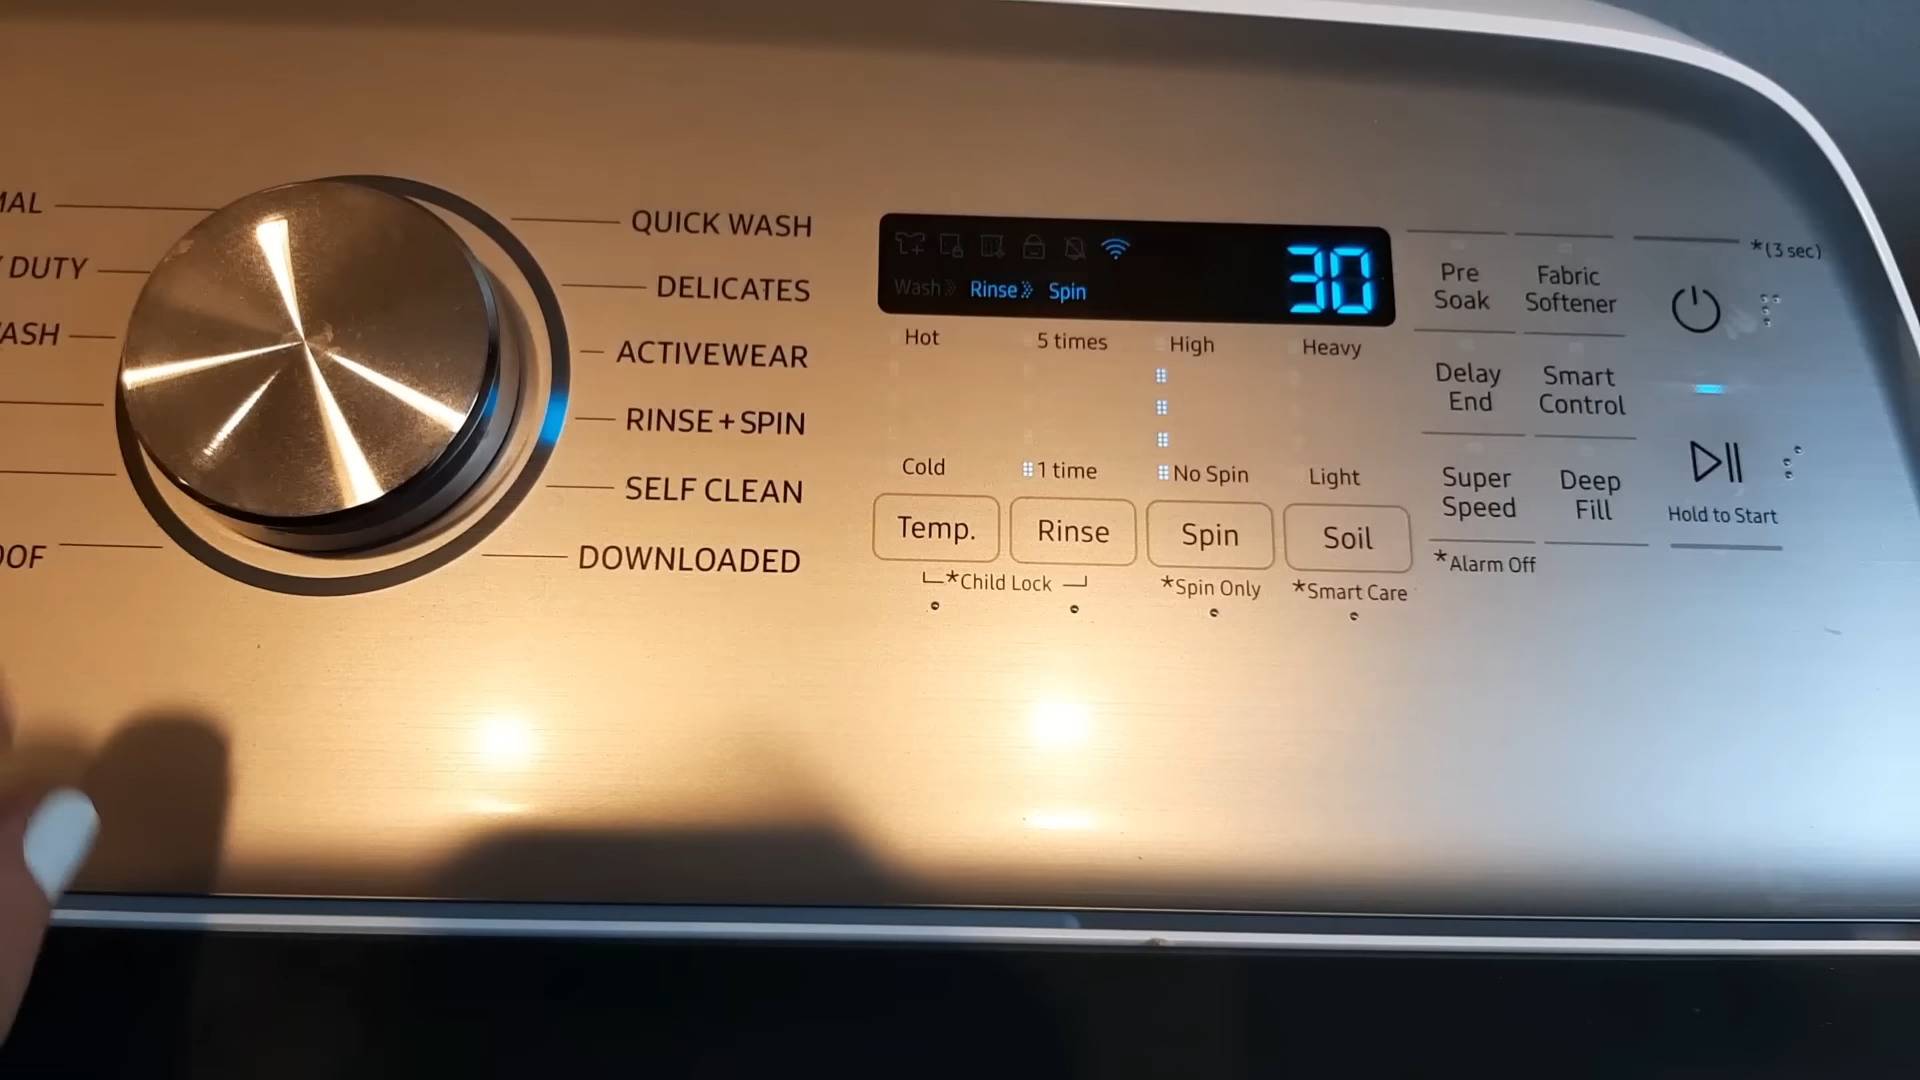 MAL
DUTY
ASH
OOF
QUICK WASH
DELICATES
ACTIVEWEAR
RINSE + SPIN
SELF CLEAN
DOWNLOADED
30
Wash Rinse Spin
Hot 5 times High Heavy
Cold 1 time No Spin Light
Temp. Rinse Spin Soil
*Child Lock *Spin Only *Smart Care
Pre Soak
Fabric Softener
Delay End
Smart Control
Super Speed
Deep Fill
*Alarm Off
*(3 sec)
Hold to Start